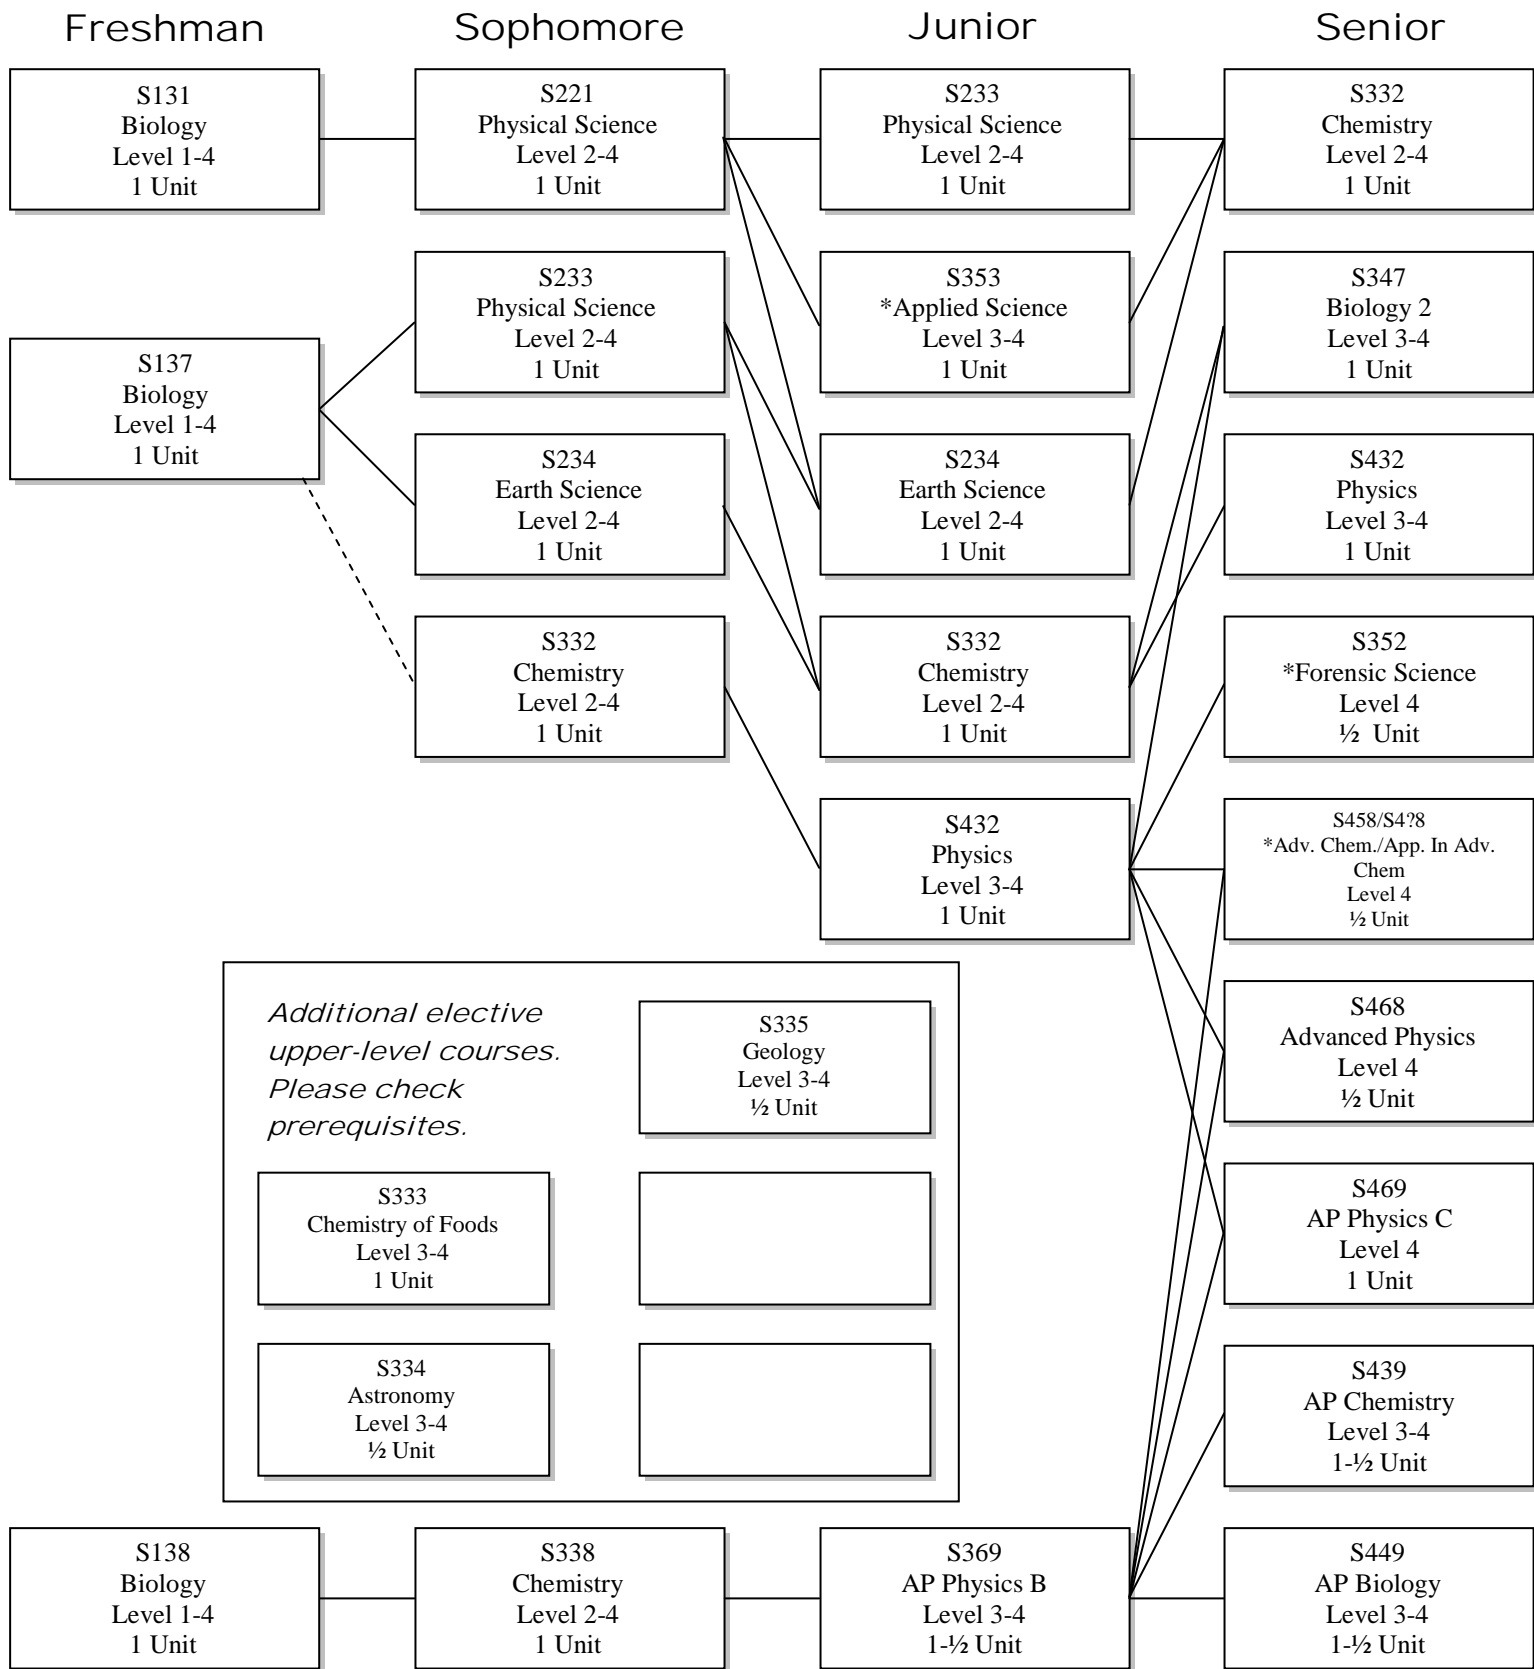 Freshman
Sophomore
Junior
Senior
S131
Biology
Level 1-4
1 Unit
S221
Physical Science
Level 2-4
1 Unit
S233
Physical Science
Level 2-4
1 Unit
S332
Chemistry
Level 2-4
1 Unit
S137
Biology
Level 1-4
1 Unit
S233
Physical Science
Level 2-4
1 Unit
S353
*Applied Science
Level 3-4
1 Unit
S347
Biology 2
Level 3-4
1 Unit
S234
Earth Science
Level 2-4
1 Unit
S234
Earth Science
Level 2-4
1 Unit
S432
Physics
Level 3-4
1 Unit
S332
Chemistry
Level 2-4
1 Unit
S332
Chemistry
Level 2-4
1 Unit
S352
*Forensic Science
Level 4
½ Unit
S432
Physics
Level 3-4
1 Unit
S458/S4?8
*Adv. Chem./App. In Adv.
Chem
Level 4
½ Unit
Additional elective
upper-level courses.
Please check
prerequisites.
S335
Geology
Level 3-4
½ Unit
S468
Advanced Physics
Level 4
½ Unit
S333
Chemistry of Foods
Level 3-4
1 Unit
S469
AP Physics C
Level 4
1 Unit
S334
Astronomy
Level 3-4
½ Unit
S439
AP Chemistry
Level 3-4
1-½ Unit
S138
Biology
Level 1-4
1 Unit
S338
Chemistry
Level 2-4
1 Unit
S369
AP Physics B
Level 3-4
1-½ Unit
S449
AP Biology
Level 3-4
1-½ Unit